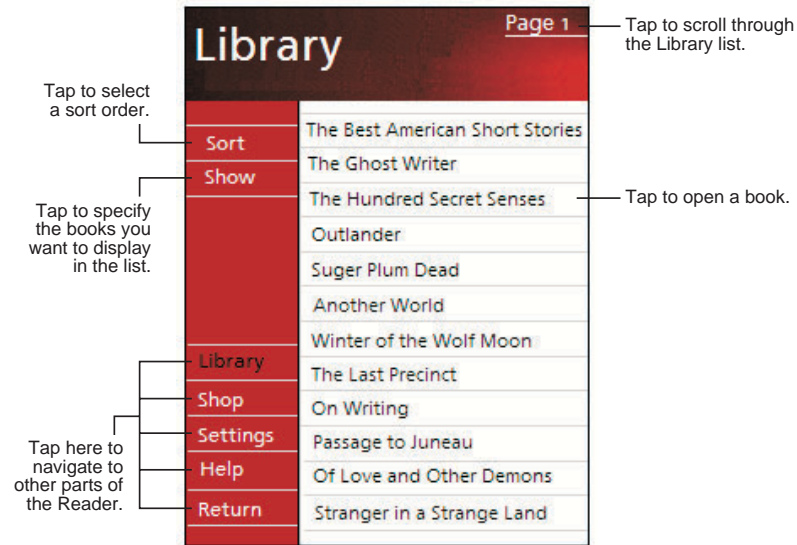 Library
Page 1
Tap to scroll through
the Library list.
Tap to select
a sort order.
Sort
Show
Tap to specify
the books you
want to display
in the list.
The Best American Short Stories
The Ghost Writer
The Hundred Secret Senses
Tap to open a book.
Outlander
Suger Plum Dead
Another World
Winter of the Wolf Moon
The Last Precinct
On Writing
Passage to Juneau
Of Love and Other Demons
Stranger in a Strange Land
Library
Shop
Settings
Help
Return
Tap here to
navigate to
other parts of
the Reader.